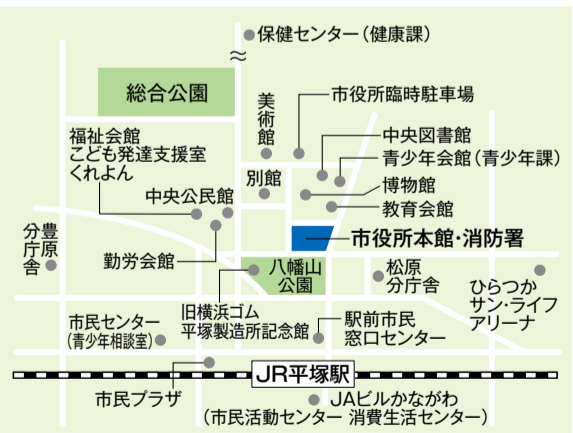 保健センター(健康課)
総合公園
美術館
市役所臨時駐車場
福祉会館
こども発達支援室
くれよん
中央図書館
青少年会館(青少年課)
別館
博物館
中央公民館
教育会館
市役所本館・消防署
豊原
分庁舎
勤労会館
八幡山
公園
松原
分庁舎
ひらつか
サン・ライフ
アリーナ
旧横浜ゴム
平塚製造所記念館
市民センター
(青少年相談室)
駅前市民
窓口センター
JR平塚駅
市民プラザ
JAビルかながわ
(市民活動センター 消費生活センター)